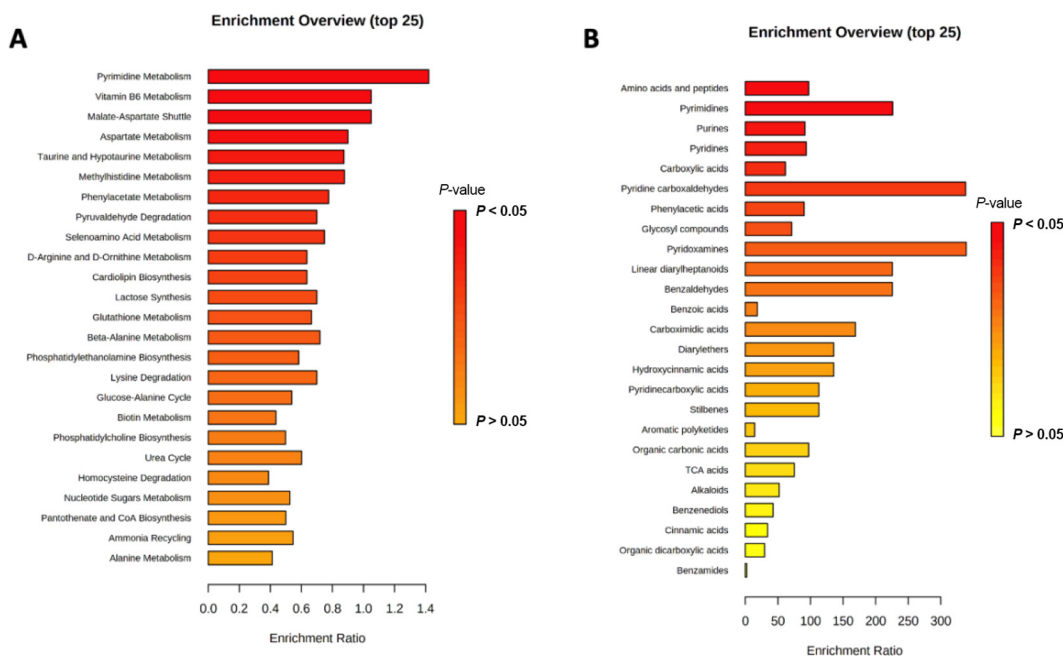 A
Enrichment Overview (top 25)
Pyrimidine Metabolism
Vitamin B6 Metabolism
Malate-Aspartate Shuttle
Aspartate Metabolism
Taurine and Hypotaurine Metabolism
Methylhistidine Metabolism
Phenylacetate Metabolism
Pyruvaldehyde Degradation
Selenoamino Acid Metabolism
D-Arginine and D-Ornithine Metabolism
Cardiolipin Biosynthesis
Lactose Synthesis
Glutathione Metabolism
Beta-Alanine Metabolism
Phosphatidylethanolamine Biosynthesis
Lysine Degradation
Glucose-Alanine Cycle
Biotin Metabolism
Phosphatidylcholine Biosynthesis
Urea Cycle
Homocysteine Degradation
Nucleotide Sugars Metabolism
Pantothenate and CoA Biosynthesis
Ammonia Recycling
Alanine Metabolism
0.0 0.2 0.4 0.6 0.8 1.0 1.2 1.4
Enrichment Ratio
P-value
P < 0.05
P > 0.05
B
Enrichment Overview (top 25)
Amino acids and peptides
Pyrimidines
Purines
Pyridines
Carboxylic acids
Pyridine carboxaldehydes
Phenylacetic acids
Glycosyl compounds
Pyridoxamines
Linear diarylheptanoids
Benzaldehydes
Benzoic acids
Carboximidic acids
Diarylethers
Hydroxycinnamic acids
Pyridinecarboxylic acids
Stilbenes
Aromatic polyketides
Organic carbonic acids
TCA acids
Alkaloids
Benzenediols
Cinnamic acids
Organic dicarboxylic acids
Benzamides
0 50 100 150 200 250 300
Enrichment Ratio
P-value
P < 0.05
P > 0.05